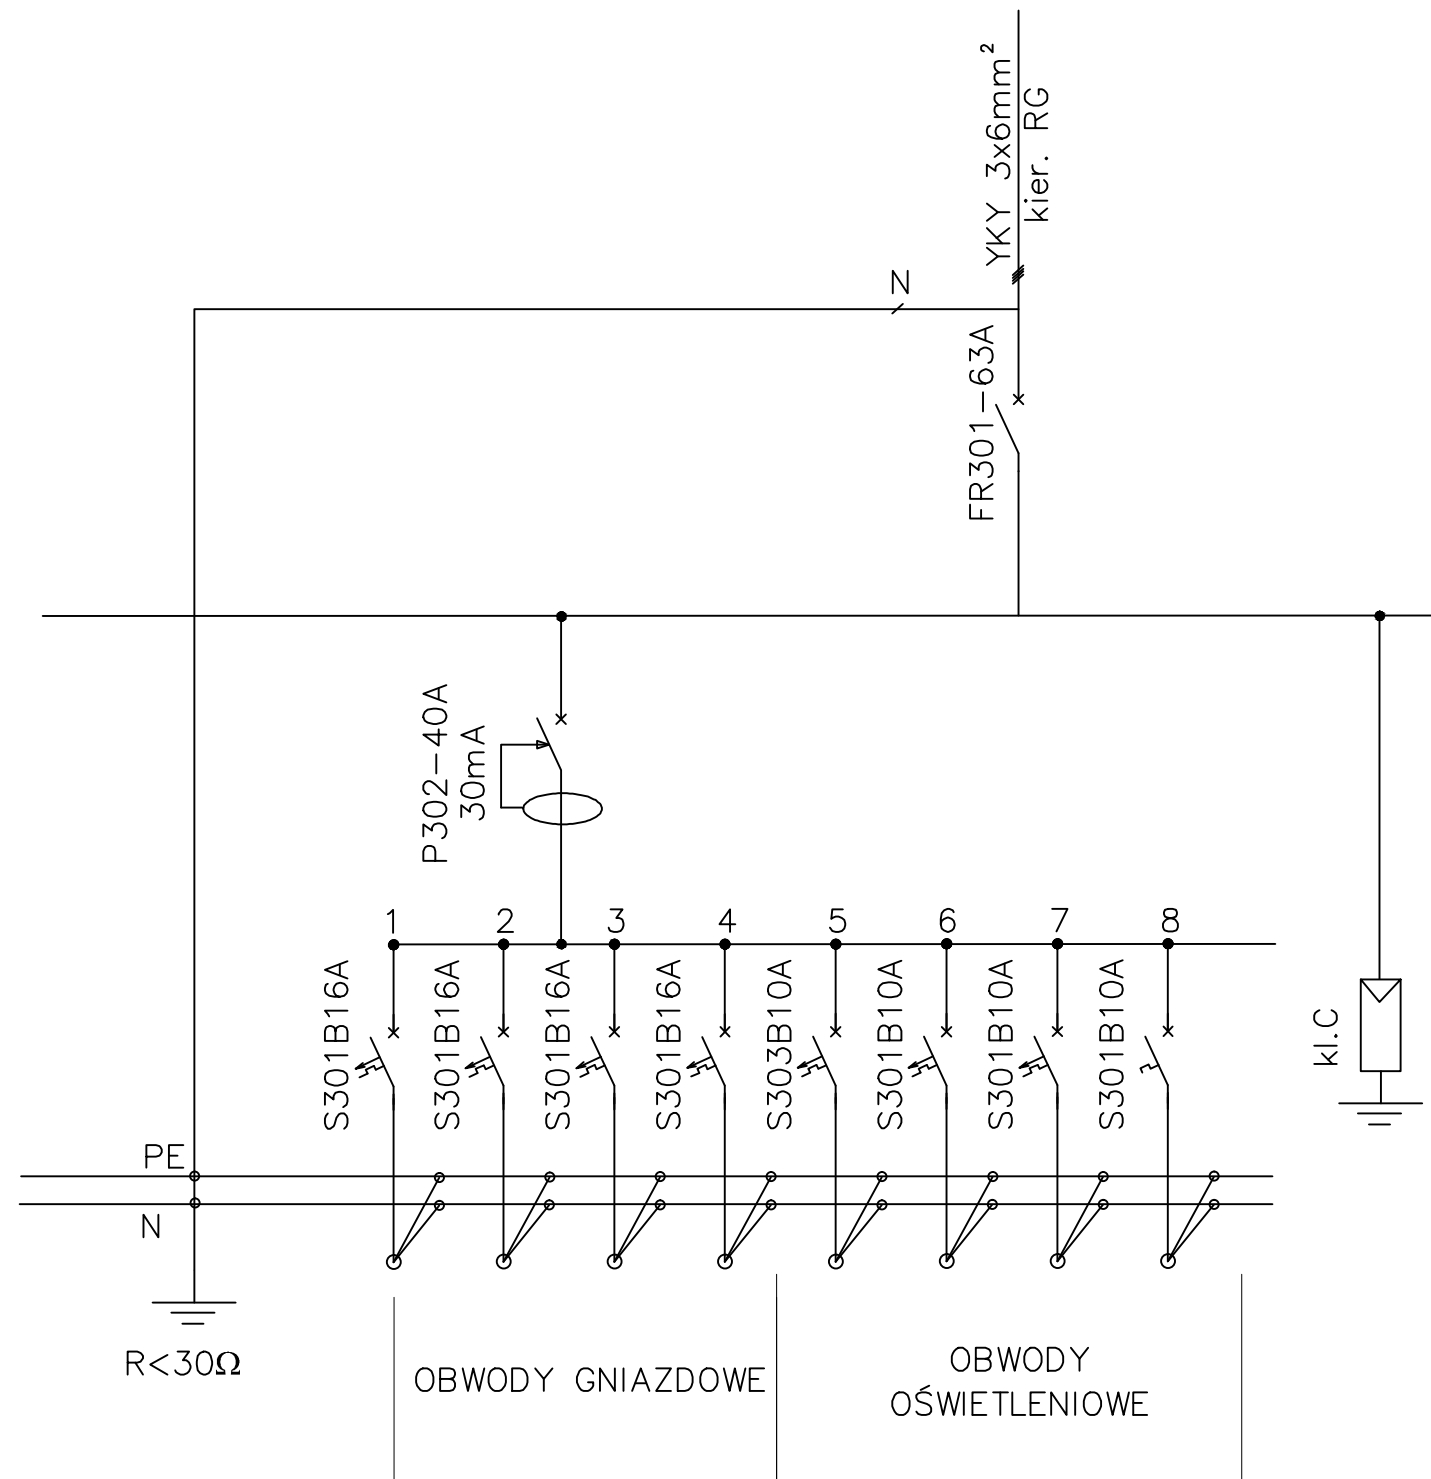 YKY 3x6mm²
kier. RG
N
FR301-63A
P302-40A
30mA
1 2 3 4 5 6 7 8
S301B16A
S301B16A
S301B16A
S301B16A
S303B10A
S301B10A
S301B10A
S301B10A
kl.C
PE
N
R<30Ω
OBWODY GNIAZDOWE
OBWODY
OŚWIETLENIOWE